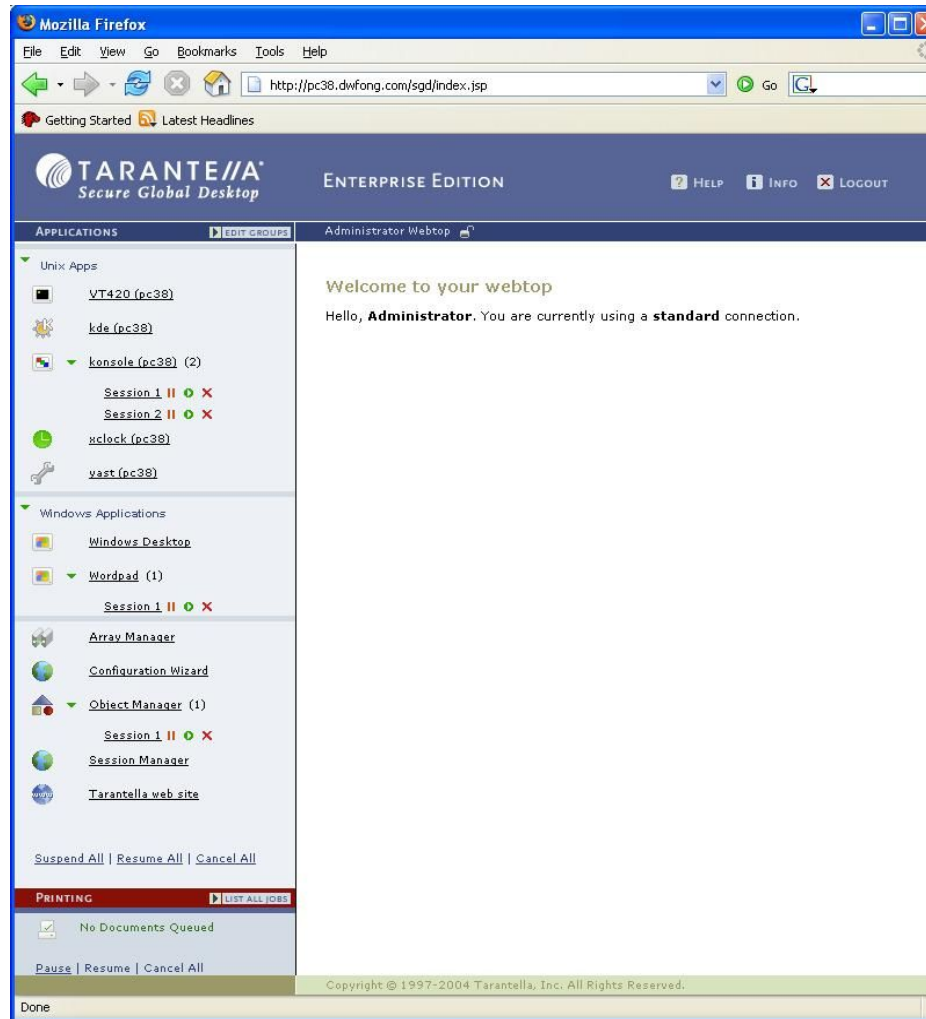 Mozilla Firefox
File Edit View Go Bookmarks Tools Help
http://pc38.dwfong.com/sgd/index.jsp Go G
Getting Started Latest Headlines
TARANTE//A
Secure Global Desktop
ENTERPRISE EDITION
? HELP i INFO X LOGOUT
APPLICATIONS EDIT GROUPS Administrator Webtop
Unix Apps
VT420 (pc38)
kde (pc38)
konsole (pc38) (2)
Session 1
Session 2
xclock (pc38)
yast (pc38)
Windows Applications
Windows Desktop
Wordpad (1)
Session 1
Array Manager
Configuration Wizard
Object Manager (1)
Session 1
Session Manager
www Tarantella web site
Suspend All | Resume All | Cancel All
PRINTING LIST ALL JOBS
No Documents Queued
Pause | Resume | Cancel All
Welcome to your webtop
Hello, Administrator. You are currently using a standard connection.
Copyright © 1997-2004 Tarantella, Inc. All Rights Reserved.
Done